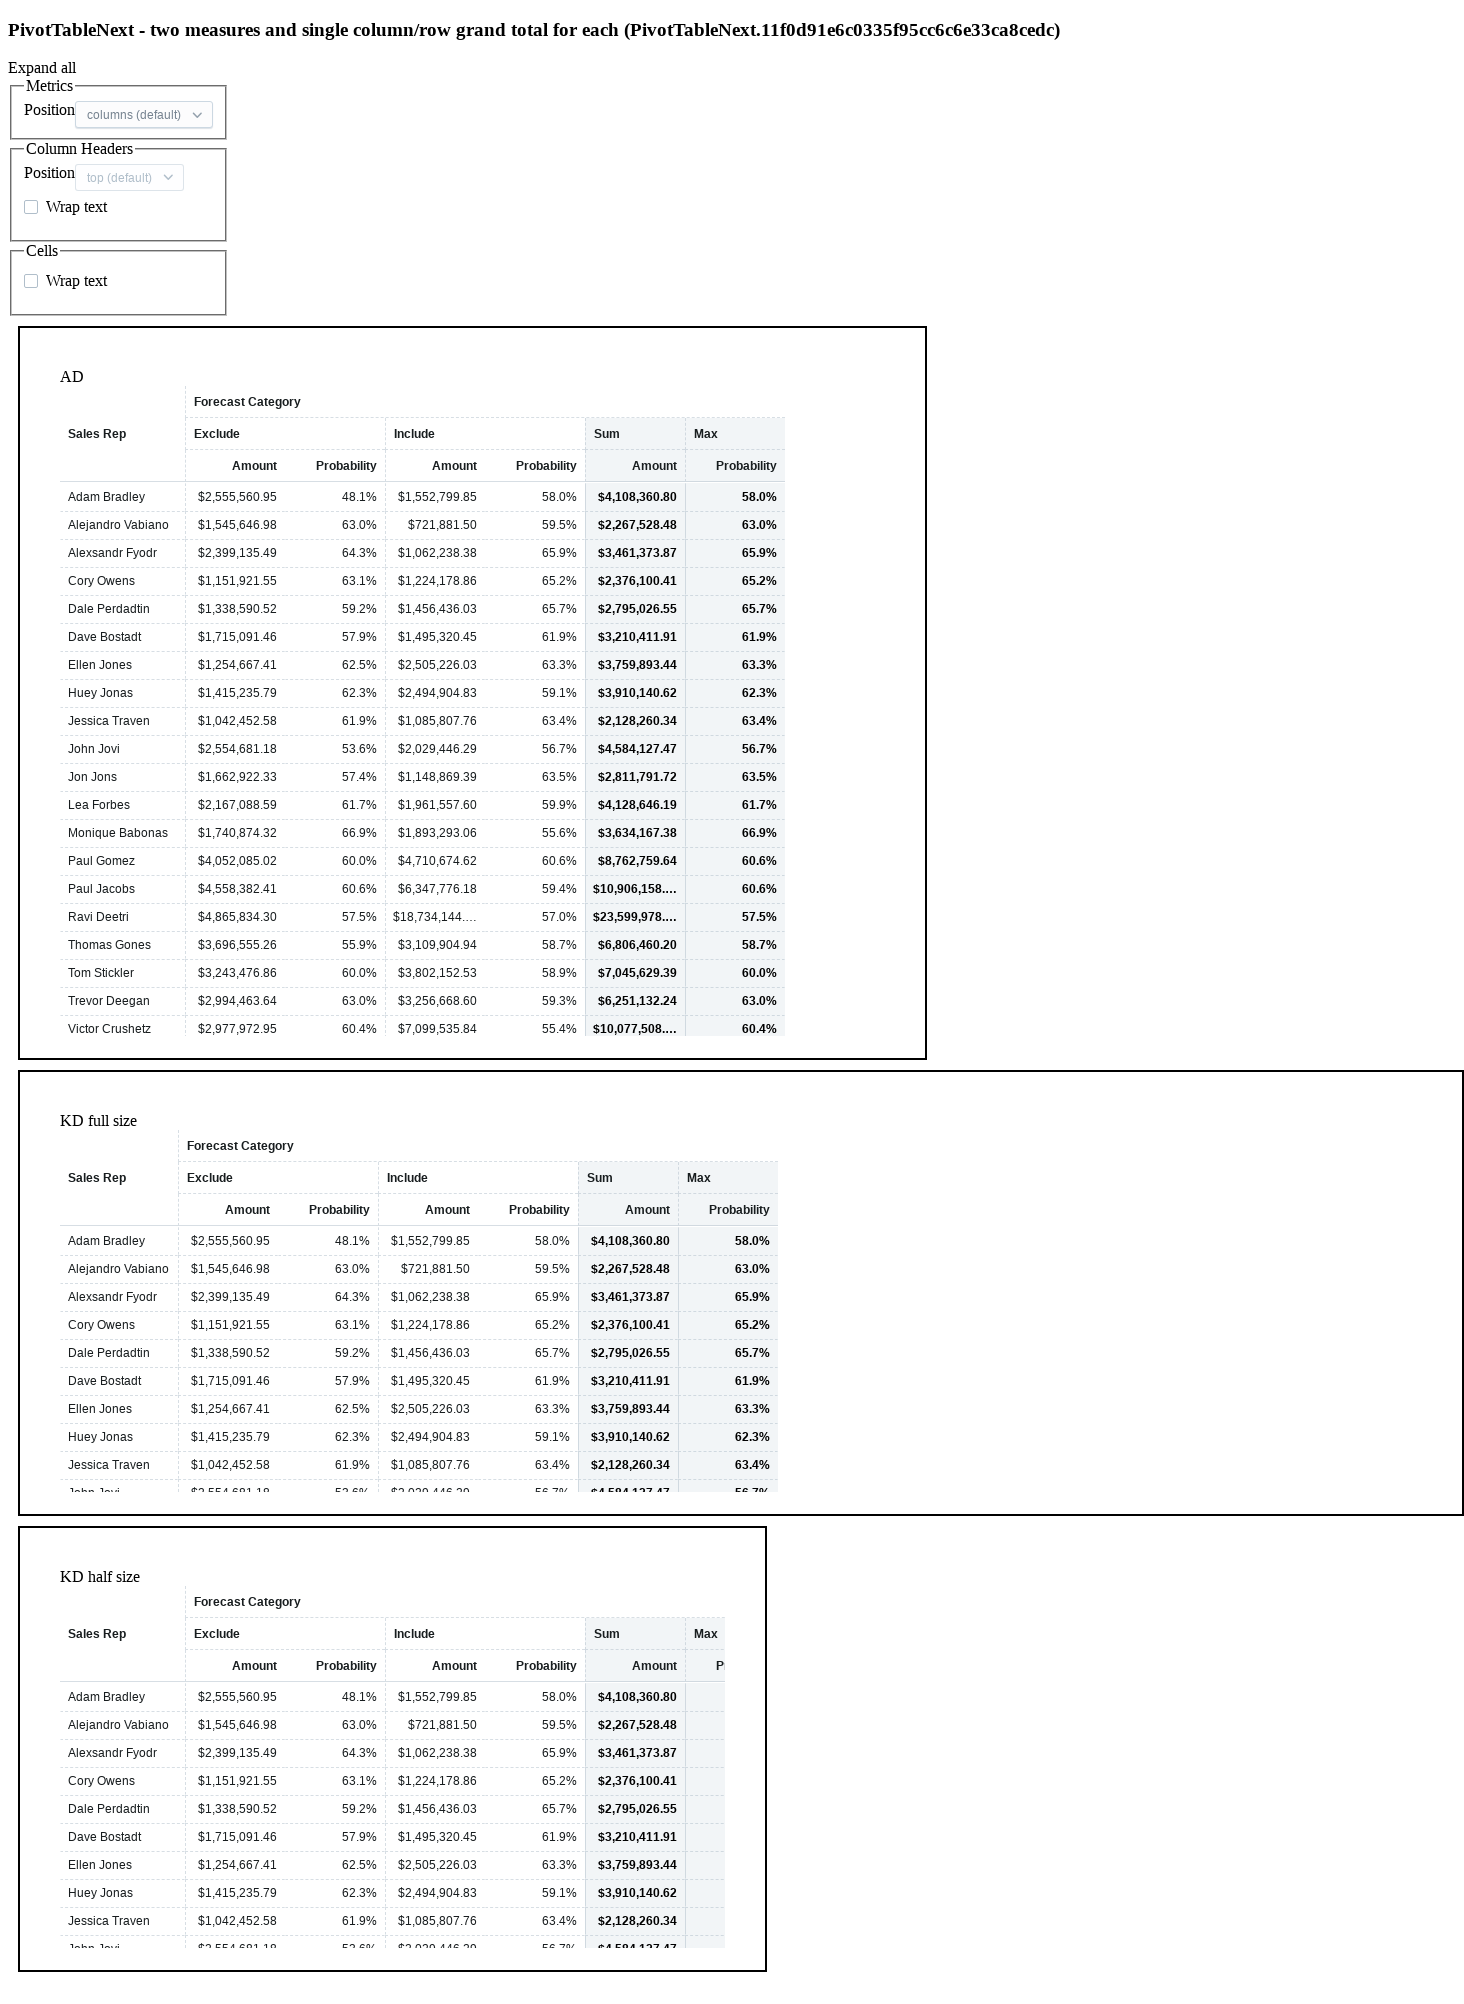 PivotTableNext - two measures and single column/row grand total for each (PivotTableNext.11f0d91e6c0335f95cc6c6e33ca8cedc)
Expand all
Metrics
Position columns (default)
Column Headers
Position top (default)
Wrap text
Cells
Wrap text
AD
Forecast Category
Sales Rep Exclude Include Sum Max
Amount Probability Amount Probability Amount Probability
Adam Bradley $2,555,560.95 48.1% $1,552,799.85 58.0% $4,108,360.80 58.0%
Alejandro Vabiano $1,545,646.98 63.0% $721,881.50 59.5% $2,267,528.48 63.0%
Alexsandr Fyodr $2,399,135.49 64.3% $1,062,238.38 65.9% $3,461,373.87 65.9%
Cory Owens $1,151,921.55 63.1% $1,224,178.86 65.2% $2,376,100.41 65.2%
Dale Perdadtin $1,338,590.52 59.2% $1,456,436.03 65.7% $2,795,026.55 65.7%
Dave Bostadt $1,715,091.46 57.9% $1,495,320.45 61.9% $3,210,411.91 61.9%
Ellen Jones $1,254,667.41 62.5% $2,505,226.03 63.3% $3,759,893.44 63.3%
Huey Jonas $1,415,235.79 62.3% $2,494,904.83 59.1% $3,910,140.62 62.3%
Jessica Traven $1,042,452.58 61.9% $1,085,807.76 63.4% $2,128,260.34 63.4%
John Jovi $2,554,681.18 53.6% $2,029,446.29 56.7% $4,584,127.47 56.7%
Jon Jons $1,662,922.33 57.4% $1,148,869.39 63.5% $2,811,791.72 63.5%
Lea Forbes $2,167,088.59 61.7% $1,961,557.60 59.9% $4,128,646.19 61.7%
Monique Babonas $1,740,874.32 66.9% $1,893,293.06 55.6% $3,634,167.38 66.9%
Paul Gomez $4,052,085.02 60.0% $4,710,674.62 60.6% $8,762,759.64 60.6%
Paul Jacobs $4,558,382.41 60.6% $6,347,776.18 59.4% $10,906,158.… 60.6%
Ravi Deetri $4,865,834.30 57.5% $18,734,144.… 57.0% $23,599,978.… 57.5%
Thomas Gones $3,696,555.26 55.9% $3,109,904.94 58.7% $6,806,460.20 58.7%
Tom Stickler $3,243,476.86 60.0% $3,802,152.53 58.9% $7,045,629.39 60.0%
Trevor Deegan $2,994,463.64 63.0% $3,256,668.60 59.3% $6,251,132.24 63.0%
Victor Crushetz $2,977,972.95 60.4% $7,099,535.84 55.4% $10,077,508.… 60.4%
KD full size
Forecast Category
Sales Rep Exclude Include Sum Max
Amount Probability Amount Probability Amount Probability
Adam Bradley $2,555,560.95 48.1% $1,552,799.85 58.0% $4,108,360.80 58.0%
Alejandro Vabiano $1,545,646.98 63.0% $721,881.50 59.5% $2,267,528.48 63.0%
Alexsandr Fyodr $2,399,135.49 64.3% $1,062,238.38 65.9% $3,461,373.87 65.9%
Cory Owens $1,151,921.55 63.1% $1,224,178.86 65.2% $2,376,100.41 65.2%
Dale Perdadtin $1,338,590.52 59.2% $1,456,436.03 65.7% $2,795,026.55 65.7%
Dave Bostadt $1,715,091.46 57.9% $1,495,320.45 61.9% $3,210,411.91 61.9%
Ellen Jones $1,254,667.41 62.5% $2,505,226.03 63.3% $3,759,893.44 63.3%
Huey Jonas $1,415,235.79 62.3% $2,494,904.83 59.1% $3,910,140.62 62.3%
Jessica Traven $1,042,452.58 61.9% $1,085,807.76 63.4% $2,128,260.34 63.4%
John Jovi $2,554,681.18 53.6% $2,029,446.29 56.7% $4,584,127.47 56.7%
KD half size
Forecast Category
Sales Rep Exclude Include Sum Max
Amount Probability Amount Probability Amount
Adam Bradley $2,555,560.95 48.1% $1,552,799.85 58.0% $4,108,360.80
Alejandro Vabiano $1,545,646.98 63.0% $721,881.50 59.5% $2,267,528.48
Alexsandr Fyodr $2,399,135.49 64.3% $1,062,238.38 65.9% $3,461,373.87
Cory Owens $1,151,921.55 63.1% $1,224,178.86 65.2% $2,376,100.41
Dale Perdadtin $1,338,590.52 59.2% $1,456,436.03 65.7% $2,795,026.55
Dave Bostadt $1,715,091.46 57.9% $1,495,320.45 61.9% $3,210,411.91
Ellen Jones $1,254,667.41 62.5% $2,505,226.03 63.3% $3,759,893.44
Huey Jonas $1,415,235.79 62.3% $2,494,904.83 59.1% $3,910,140.62
Jessica Traven $1,042,452.58 61.9% $1,085,807.76 63.4% $2,128,260.34
John Jovi $2,554,681.18 53.6% $2,029,446.29 56.7% $4,584,127.47